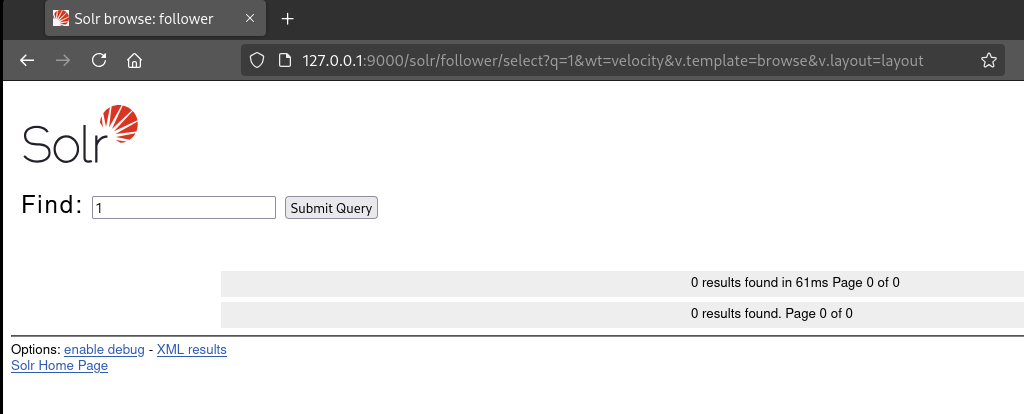 Solr browse: follower
127.0.0.1:9000/solr/follower/select?q=1&wt=velocity&v.template=browse&v.layout=layout
Solr
Find: 1 Submit Query
0 results found in 61ms Page 0 of 0
0 results found. Page 0 of 0
Options: enable debug - XML results
Solr Home Page